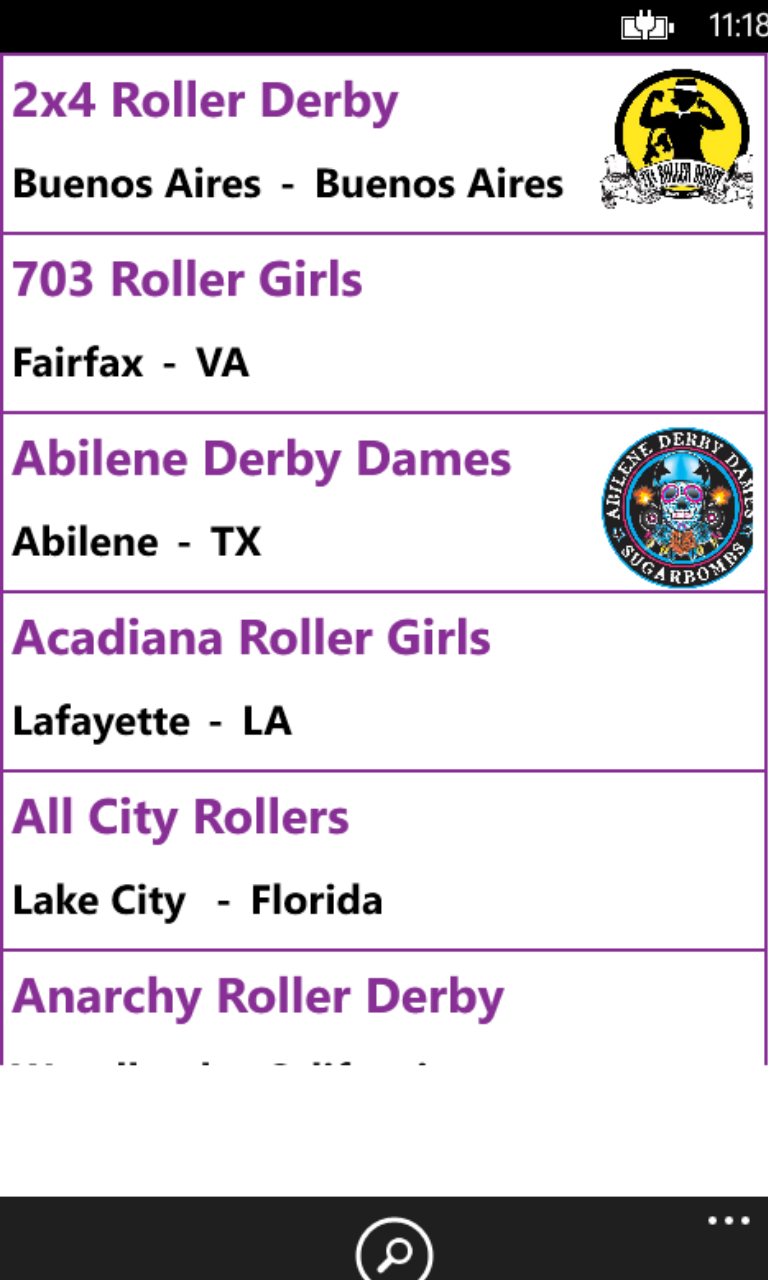 11:18
2x4 Roller Derby
Buenos Aires - Buenos Aires
2X4 ROLLER DERBY
703 Roller Girls
Fairfax - VA
Abilene Derby Dames
Abilene - TX
ABILENE DERBY DAMES
SUGARBOMBS
Acadiana Roller Girls
Lafayette - LA
All City Rollers
Lake City - Florida
Anarchy Roller Derby